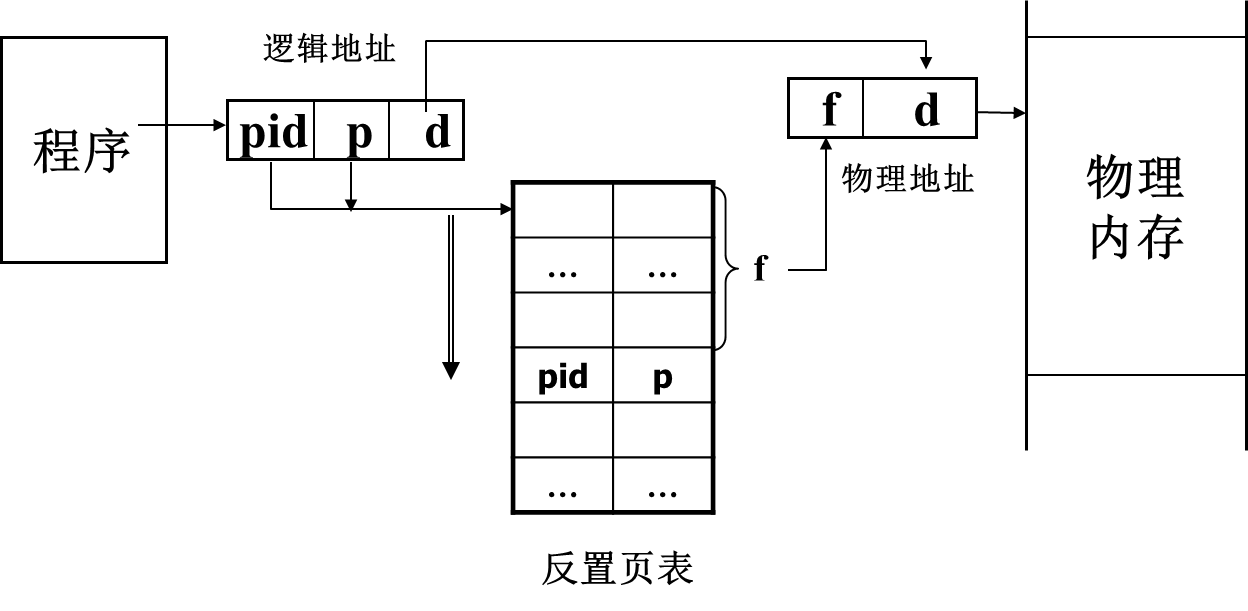 逻辑地址
程序
pid p d
f d
物理地址
物理
内存
... ...
f
pid p
... ...
反置页表